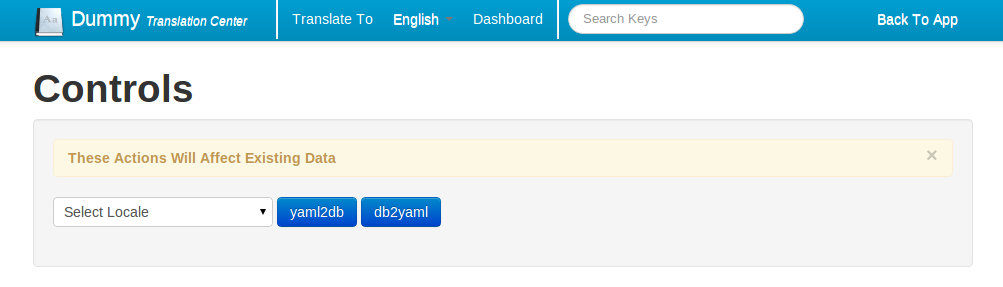 Aa Dummy Translation Center Translate To English Dashboard Search Keys Back To App
Controls
These Actions Will Affect Existing Data ×
Select Locale yaml2db db2yaml